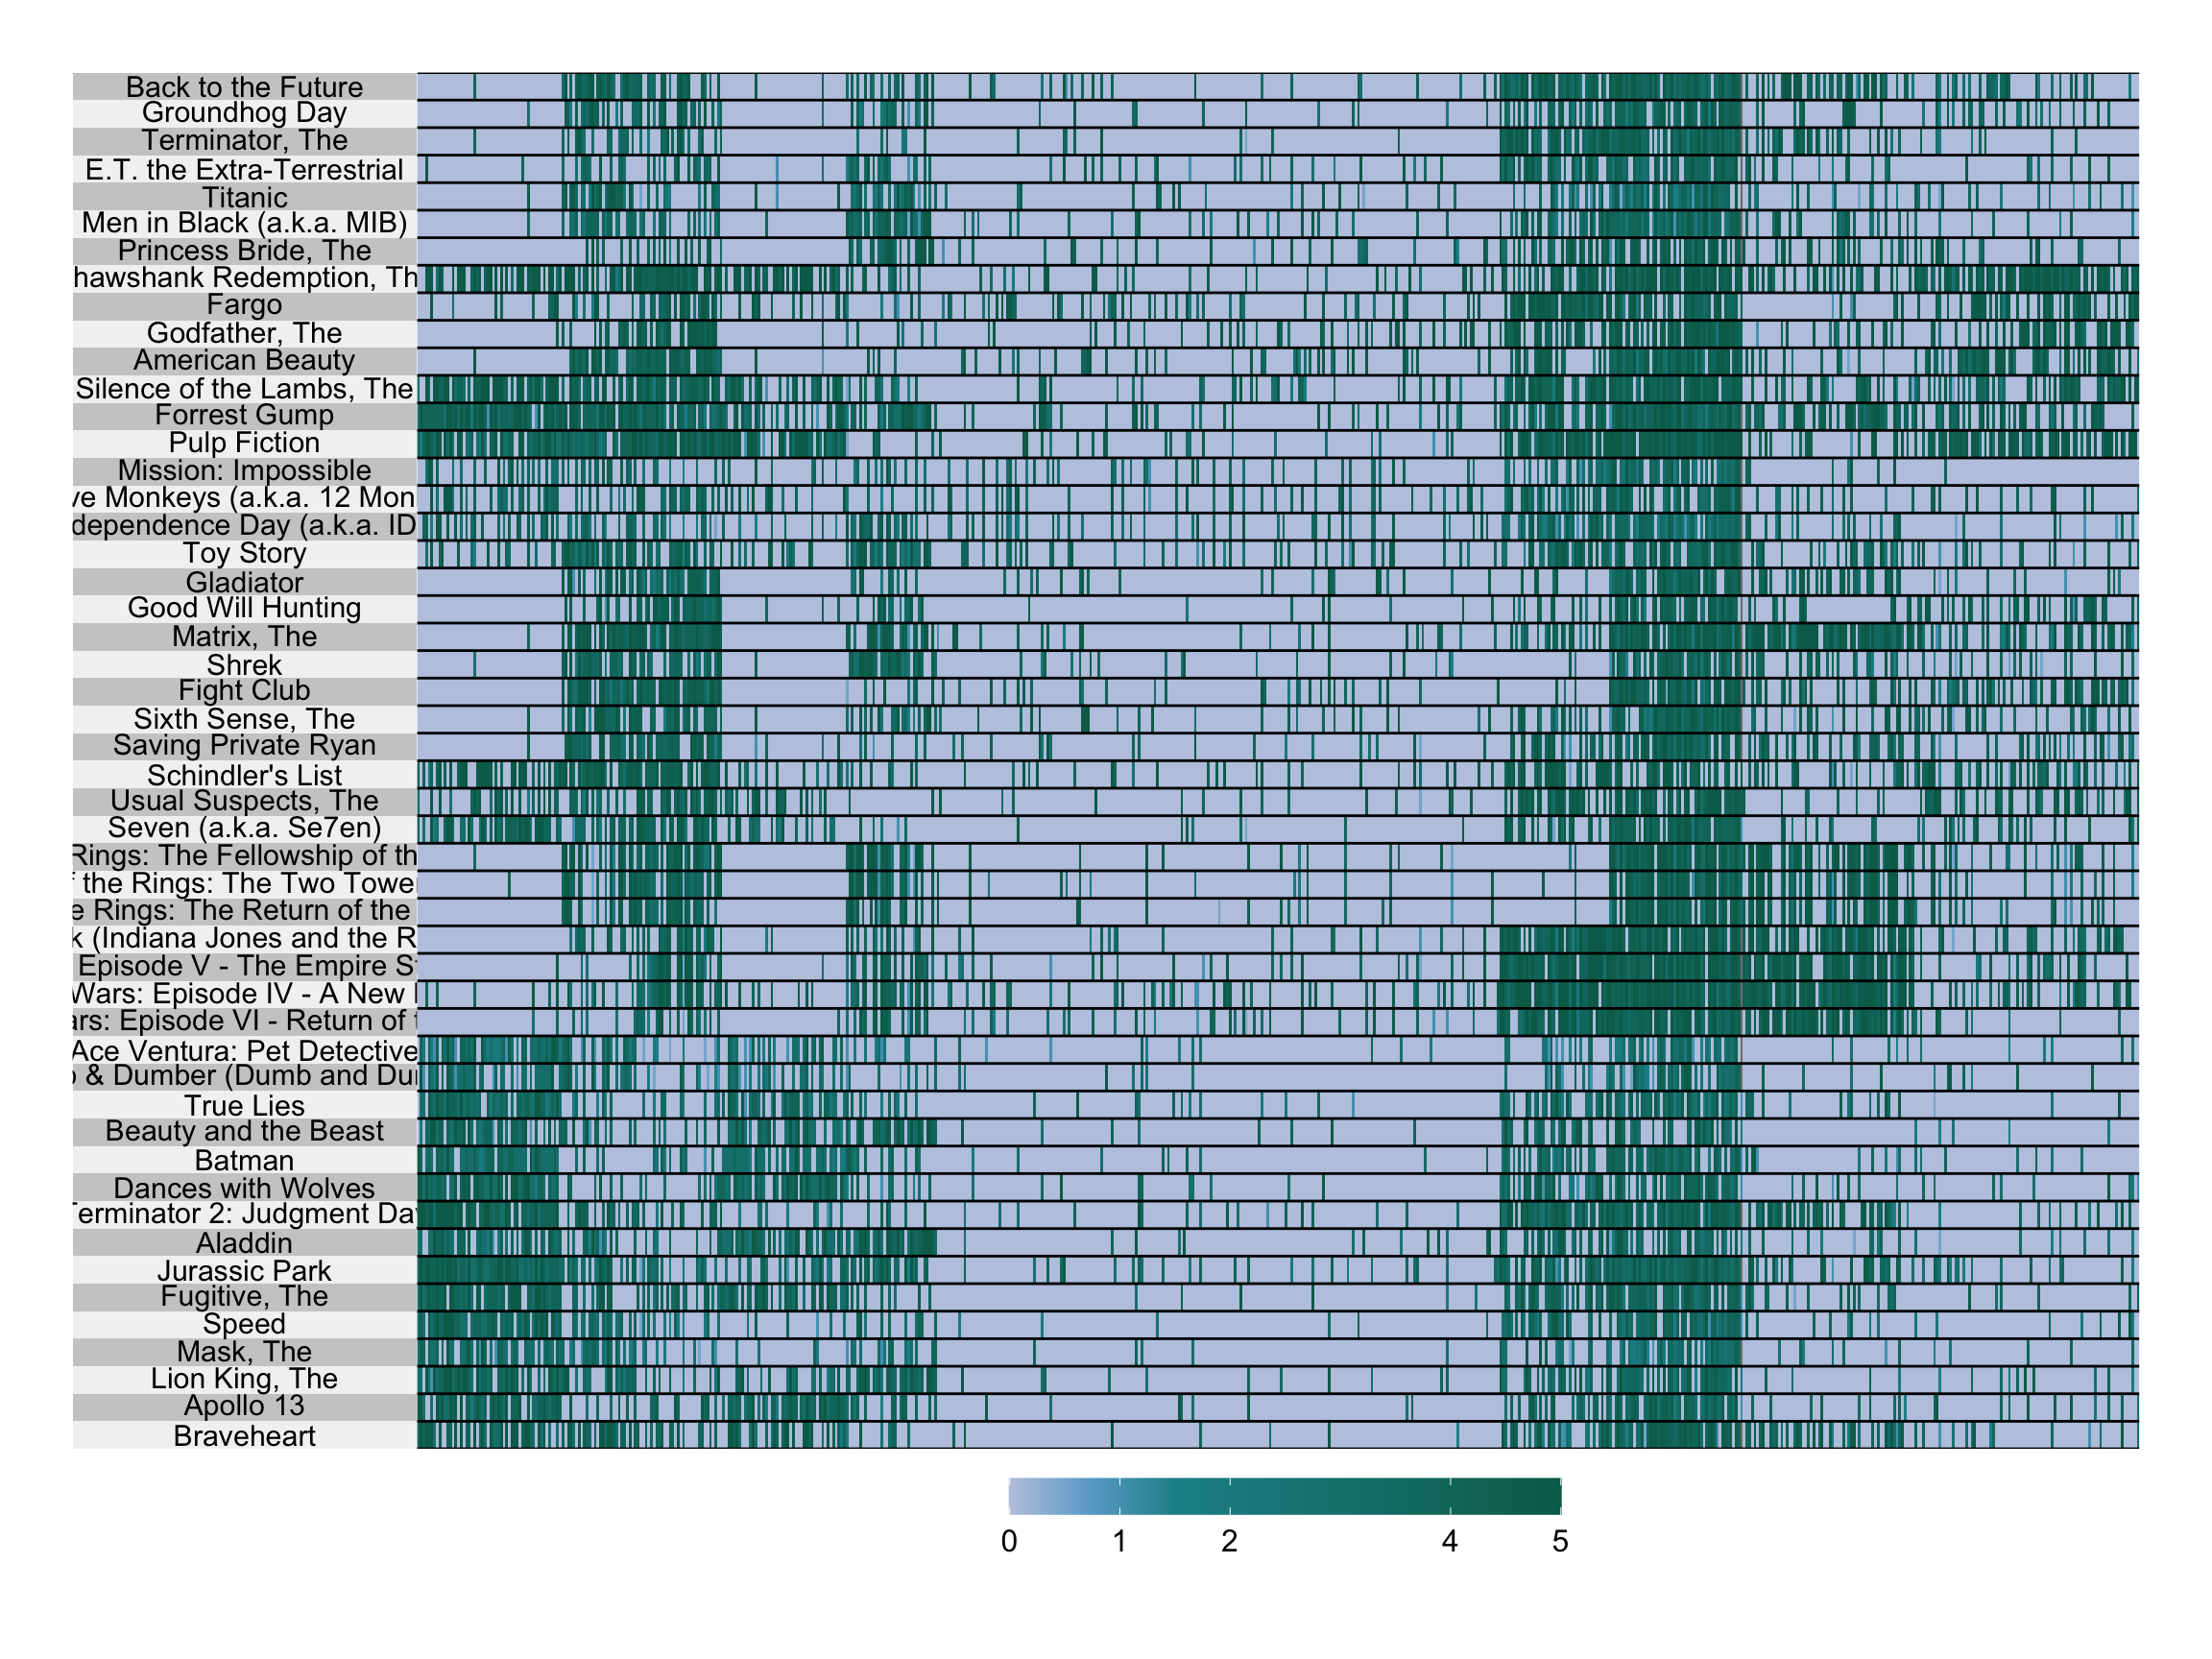 Back to the Future
Groundhog Day
Terminator, The
E.T. the Extra-Terrestrial
Titanic
Men in Black (a.k.a. MIB)
Princess Bride, The
hawshank Redemption, Th
Fargo
Godfather, The
American Beauty
Silence of the Lambs, The
Forrest Gump
Pulp Fiction
Mission: Impossible
ve Monkeys (a.k.a. 12 Mon
dependence Day (a.k.a. ID
Toy Story
Gladiator
Good Will Hunting
Matrix, The
Shrek
Fight Club
Sixth Sense, The
Saving Private Ryan
Schindler's List
Usual Suspects, The
Seven (a.k.a. Se7en)
Rings: The Fellowship of th
the Rings: The Two Tower
e Rings: The Return of the
k (Indiana Jones and the R
Episode V - The Empire S
Wars: Episode IV - A New
ars: Episode VI - Return of
Ace Ventura: Pet Detective
& Dumber (Dumb and Du
True Lies
Beauty and the Beast
Batman
Dances with Wolves
Terminator 2: Judgment Day
Aladdin
Jurassic Park
Fugitive, The
Speed
Mask, The
Lion King, The
Apollo 13
Braveheart
0 1 2 4 5